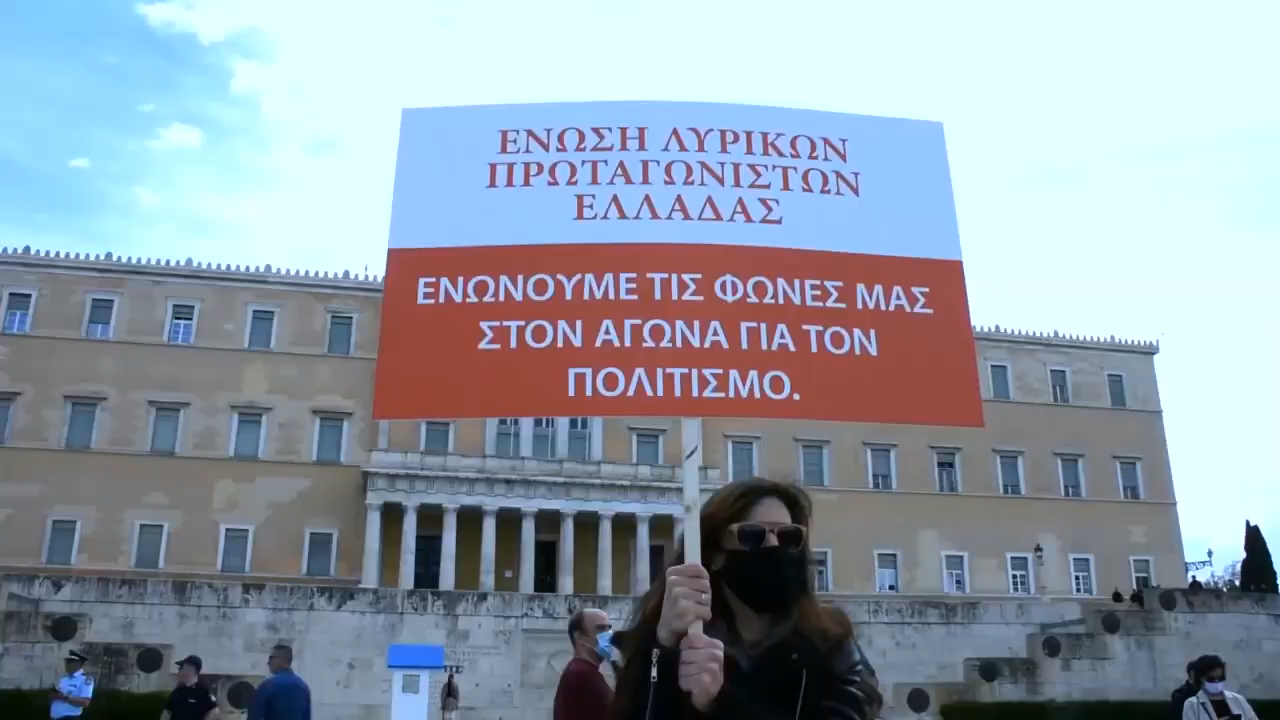 ΕΝΩΣΗ ΛΥΡΙΚΩΝ
ΠΡΩΤΑΓΩΝΙΣΤΩΝ
ΕΛΛΑΔΑΣ
ΕΝΩΝΟΥΜΕ ΤΙΣ ΦΩΝΕΣ ΜΑΣ
ΣΤΟΝ ΑΓΩΝΑ ΓΙΑ ΤΟΝ
ΠΟΛΙΤΙΣΜΟ.